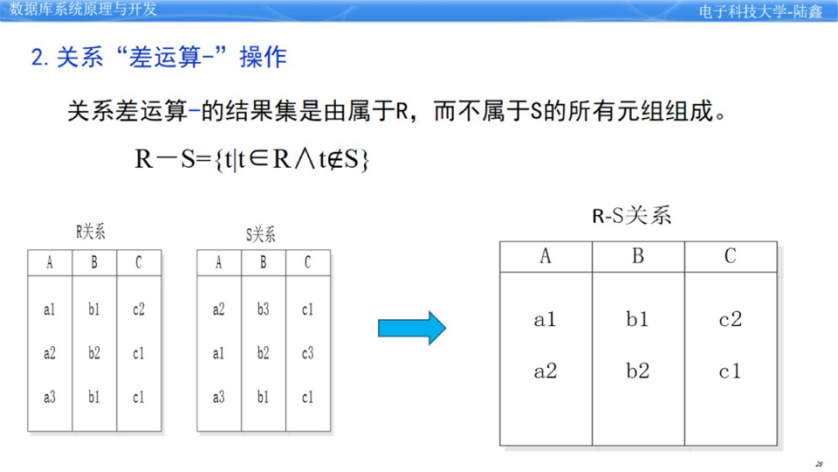 数据库系统原理与开发
电子科技大学-陆鑫
2. 关系“差运算-”操作
关系差运算-的结果集是由属于R，而不属于S的所有元组组成。
R－S={t|t∈R∧t∉S}
R关系
A B C
a1 b1 c2
a2 b2 c1
a3 b1 c1
S关系
A B C
a2 b3 c1
a1 b2 c3
a3 b1 c1
R-S关系
A B C
a1 b1 c2
a2 b2 c1